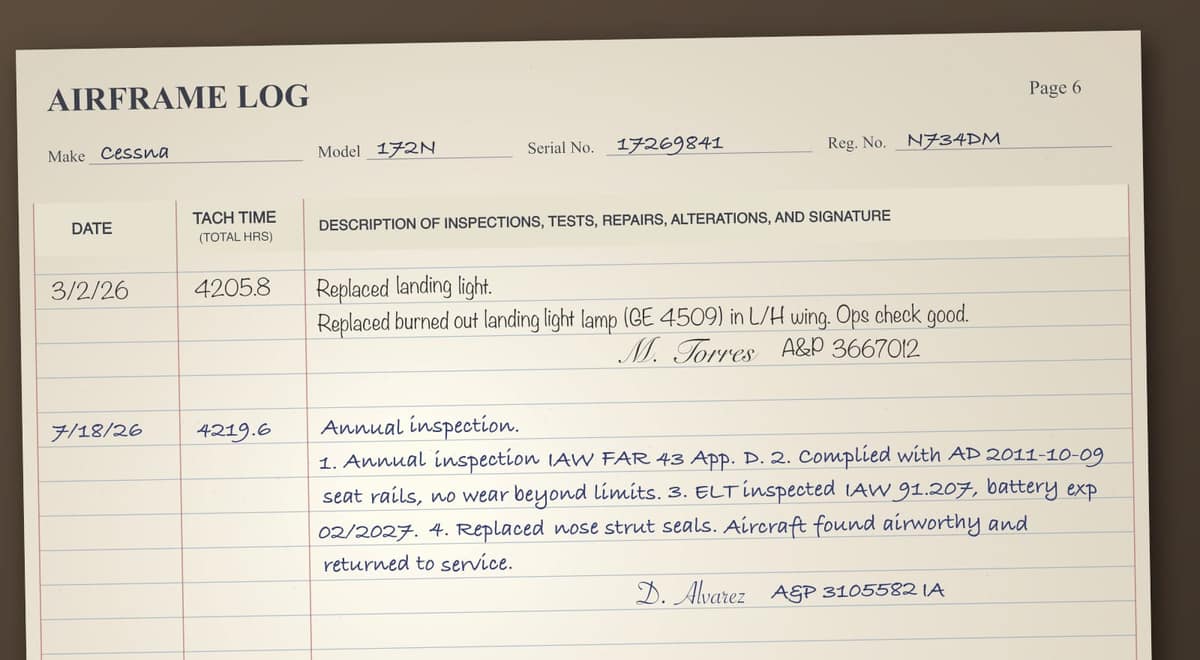 AIRFRAME LOG
Page 6
Make Cessna Model 172N Serial No. 17269841 Reg. No. N734DM
DATE TACH TIME (TOTAL HRS) DESCRIPTION OF INSPECTIONS, TESTS, REPAIRS, ALTERATIONS, AND SIGNATURE
3/2/26 4205.8 Replaced landing light.
Replaced burned out landing light lamp (GE 4509) in L/H wing. Ops check good.
M. Torres A&P 3667012
7/18/26 4219.6 Annual inspection.
1. Annual inspection IAW FAR 43 App. D. 2. Complied with AD 2011-10-09
seat rails, no wear beyond limits. 3. ELT inspected IAW 91.207, battery exp
02/2027. 4. Replaced nose strut seals. Aircraft found airworthy and
returned to service.
D. Alvarez A&P 3105582 IA